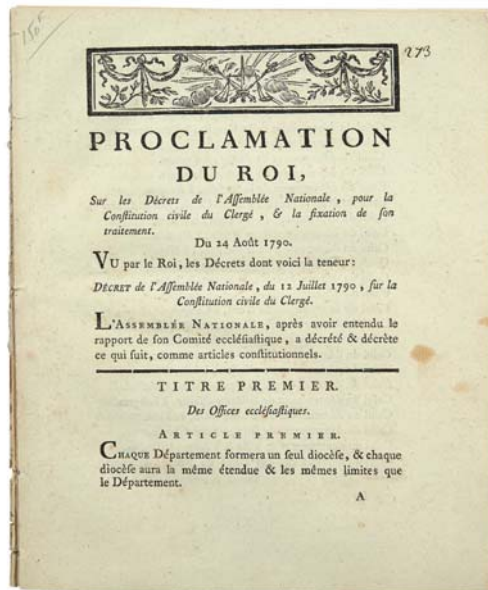 150f
273
PROCLAMATION
DU ROI,
Sur les Décrets de l'Aſſemblée Nationale, pour la
Conſtitution civile du Clergé, & la fixation de ſon
traitement.
Du 24 Août 1790.
VU par le Roi, les Décrets dont voici la teneur:
DÉCRET de l'Aſſemblée Nationale, du 12 Juillet 1790, ſur la
Conſtitution civile du Clergé.
L'ASSEMBLÉE NATIONALE, après avoir entendu le
rapport de ſon Comité eccléſiaſtique, a décrété & décrète
ce qui ſuit, comme articles conſtitutionnels.
TITRE PREMIER.
Des Offices eccléſiaſtiques.
ARTICLE PREMIER.
CHAQUE Département formera un ſeul diocèſe, & chaque
diocèſe aura la même étendue & les mêmes limites que
le Département.
A